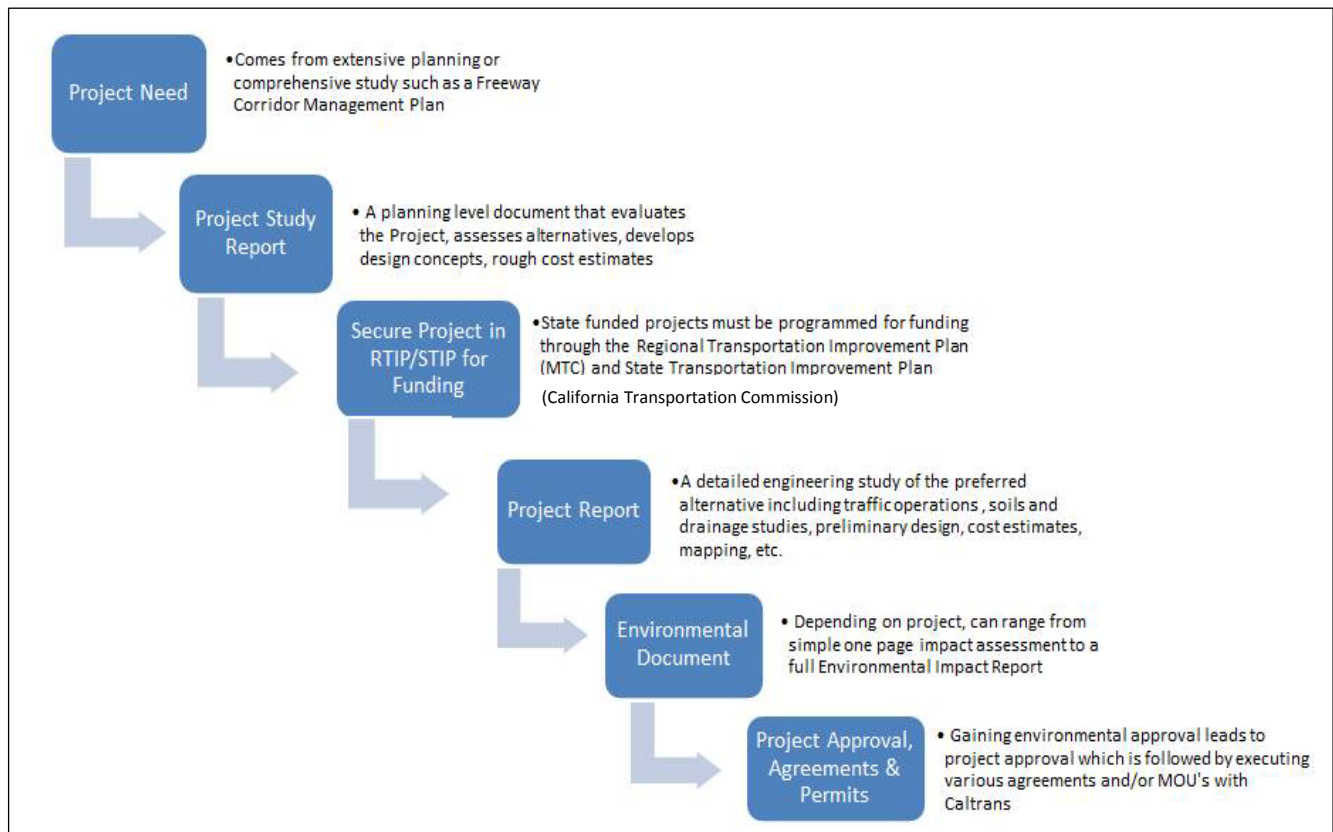 Project Need
•Comes from extensive planning or
comprehensive study such as a Freeway
Corridor Management Plan
Project Study
Report
• A planning level document that evaluates
the Project, assesses alternatives, develops
design concepts, rough cost estimates
Secure Project in
RTIP/STIP for
Funding
•State funded projects must be programmed for funding
through the Regional Transportation Improvement Plan
(MTC) and State Transportation Improvement Plan
(California Transportation Commission)
Project Report
•A detailed engineering study of the preferred
alternative including traffic operations , soils and
drainage studies, preliminary design, cost estimates,
mapping, etc.
Environmental
Document
• Depending on project, can range from
simple one page impact assessment to a
full Environmental Impact Report
Project Approval,
Agreements &
Permits
• Gaining environmental approval leads to
project approval which is followed by executing
various agreements and/or MOU's with
Caltrans